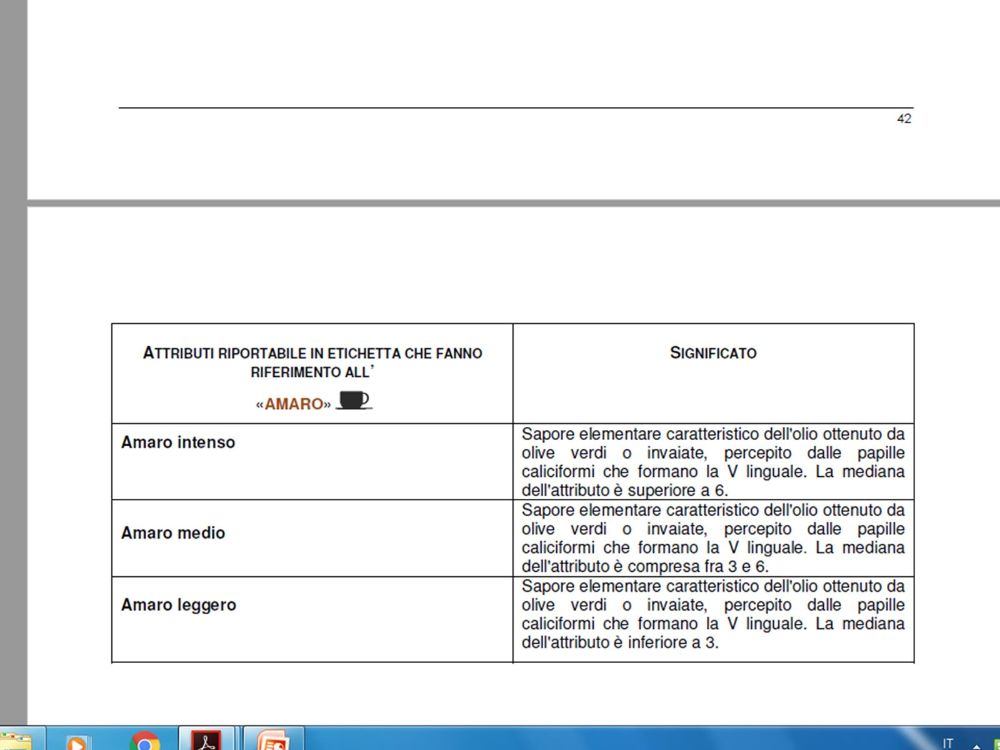 42
ATTRIBUTI RIPORTABILE IN ETICHETTA CHE FANNO
RIFERIMENTO ALL’
«AMARO»
SIGNIFICATO
Amaro intenso
Sapore elementare caratteristico dell'olio ottenuto da
olive verdi o invaiate, percepito dalle papille
caliciformi che formano la V linguale. La mediana
dell'attributo è superiore a 6.
Amaro medio
Sapore elementare caratteristico dell'olio ottenuto da
olive verdi o invaiate, percepito dalle papille
caliciformi che formano la V linguale. La mediana
dell'attributo è compresa fra 3 e 6.
Amaro leggero
Sapore elementare caratteristico dell'olio ottenuto da
olive verdi o invaiate, percepito dalle papille
caliciformi che formano la V linguale. La mediana
dell'attributo è inferiore a 3.
IT